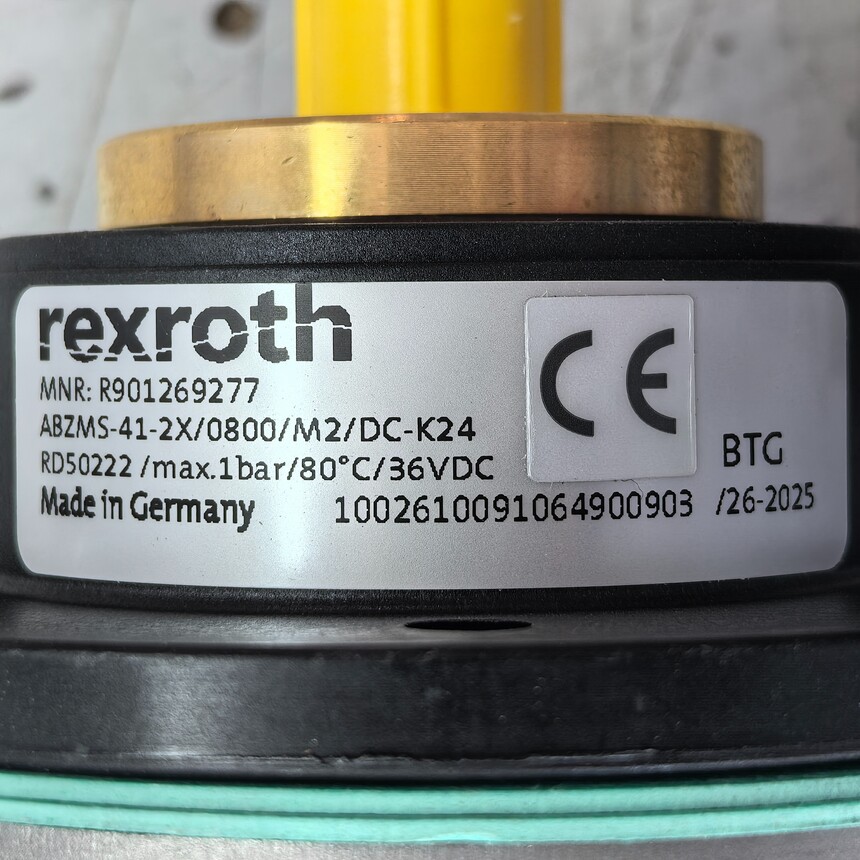 rexroth
MNR: R901269277
ABZMS-41-2X/0800/M2/DC-K24
RD50222 /max.1bar/80°C/36VDC
Made in Germany 1002610091064900903 /26-2025
CE
BTG